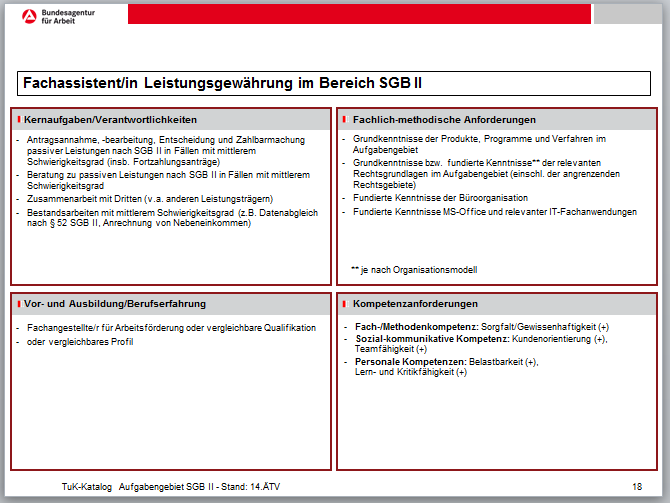 Bundesagentur
für Arbeit
Fachassistent/in Leistungsgewährung im Bereich SGB II
Kernaufgaben/Verantwortlichkeiten
- Antragsannahme, -bearbeitung, Entscheidung und Zahlbarmachung
passiver Leistungen nach SGB II in Fällen mit mittlerem
Schwierigkeitsgrad (insb. Fortzahlungsanträge)
- Beratung zu passiven Leistungen nach SGB II in Fällen mit mittlerem
Schwierigkeitsgrad
- Zusammenarbeit mit Dritten (v.a. anderen Leistungsträgern)
- Bestandsarbeiten mit mittlerem Schwierigkeitsgrad (z.B. Datenabgleich
nach § 52 SGB II, Anrechnung von Nebeneinkommen)
Fachlich-methodische Anforderungen
- Grundkenntnisse der Produkte, Programme und Verfahren im
Aufgabengebiet
- Grundkenntnisse bzw. fundierte Kenntnisse** der relevanten
Rechtsgrundlagen im Aufgabengebiet (einschl. der angrenzenden
Rechtsgebiete)
- Fundierte Kenntnisse der Büroorganisation
- Fundierte Kenntnisse MS-Office und relevanter IT-Fachanwendungen
** je nach Organisationsmodell
Vor- und Ausbildung/Berufserfahrung
- Fachangestellte/r für Arbeitsförderung oder vergleichbare Qualifikation
- oder vergleichbares Profil
Kompetenzanforderungen
- Fach-/Methodenkompetenz: Sorgfalt/Gewissenhaftigkeit (+)
- Sozial-kommunikative Kompetenz: Kundenorientierung (+),
Teamfähigkeit (+)
- Personale Kompetenzen: Belastbarkeit (+),
Lern- und Kritikfähigkeit (+)
TuK-Katalog Aufgabengebiet SGB II - Stand: 14.ÄTV
18